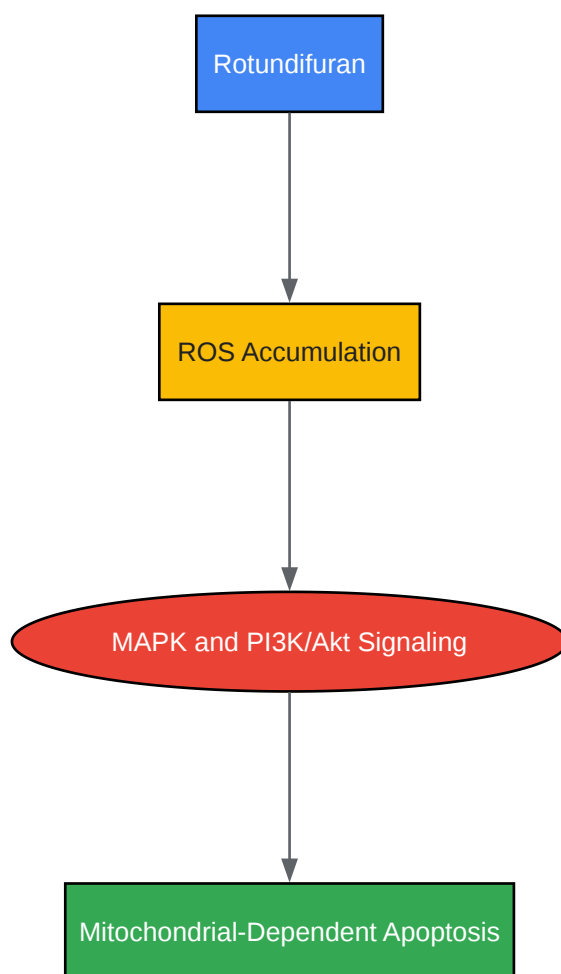 Rotundifuran
ROS Accumulation
MAPK and PI3K/Akt Signaling
Mitochondrial-Dependent Apoptosis